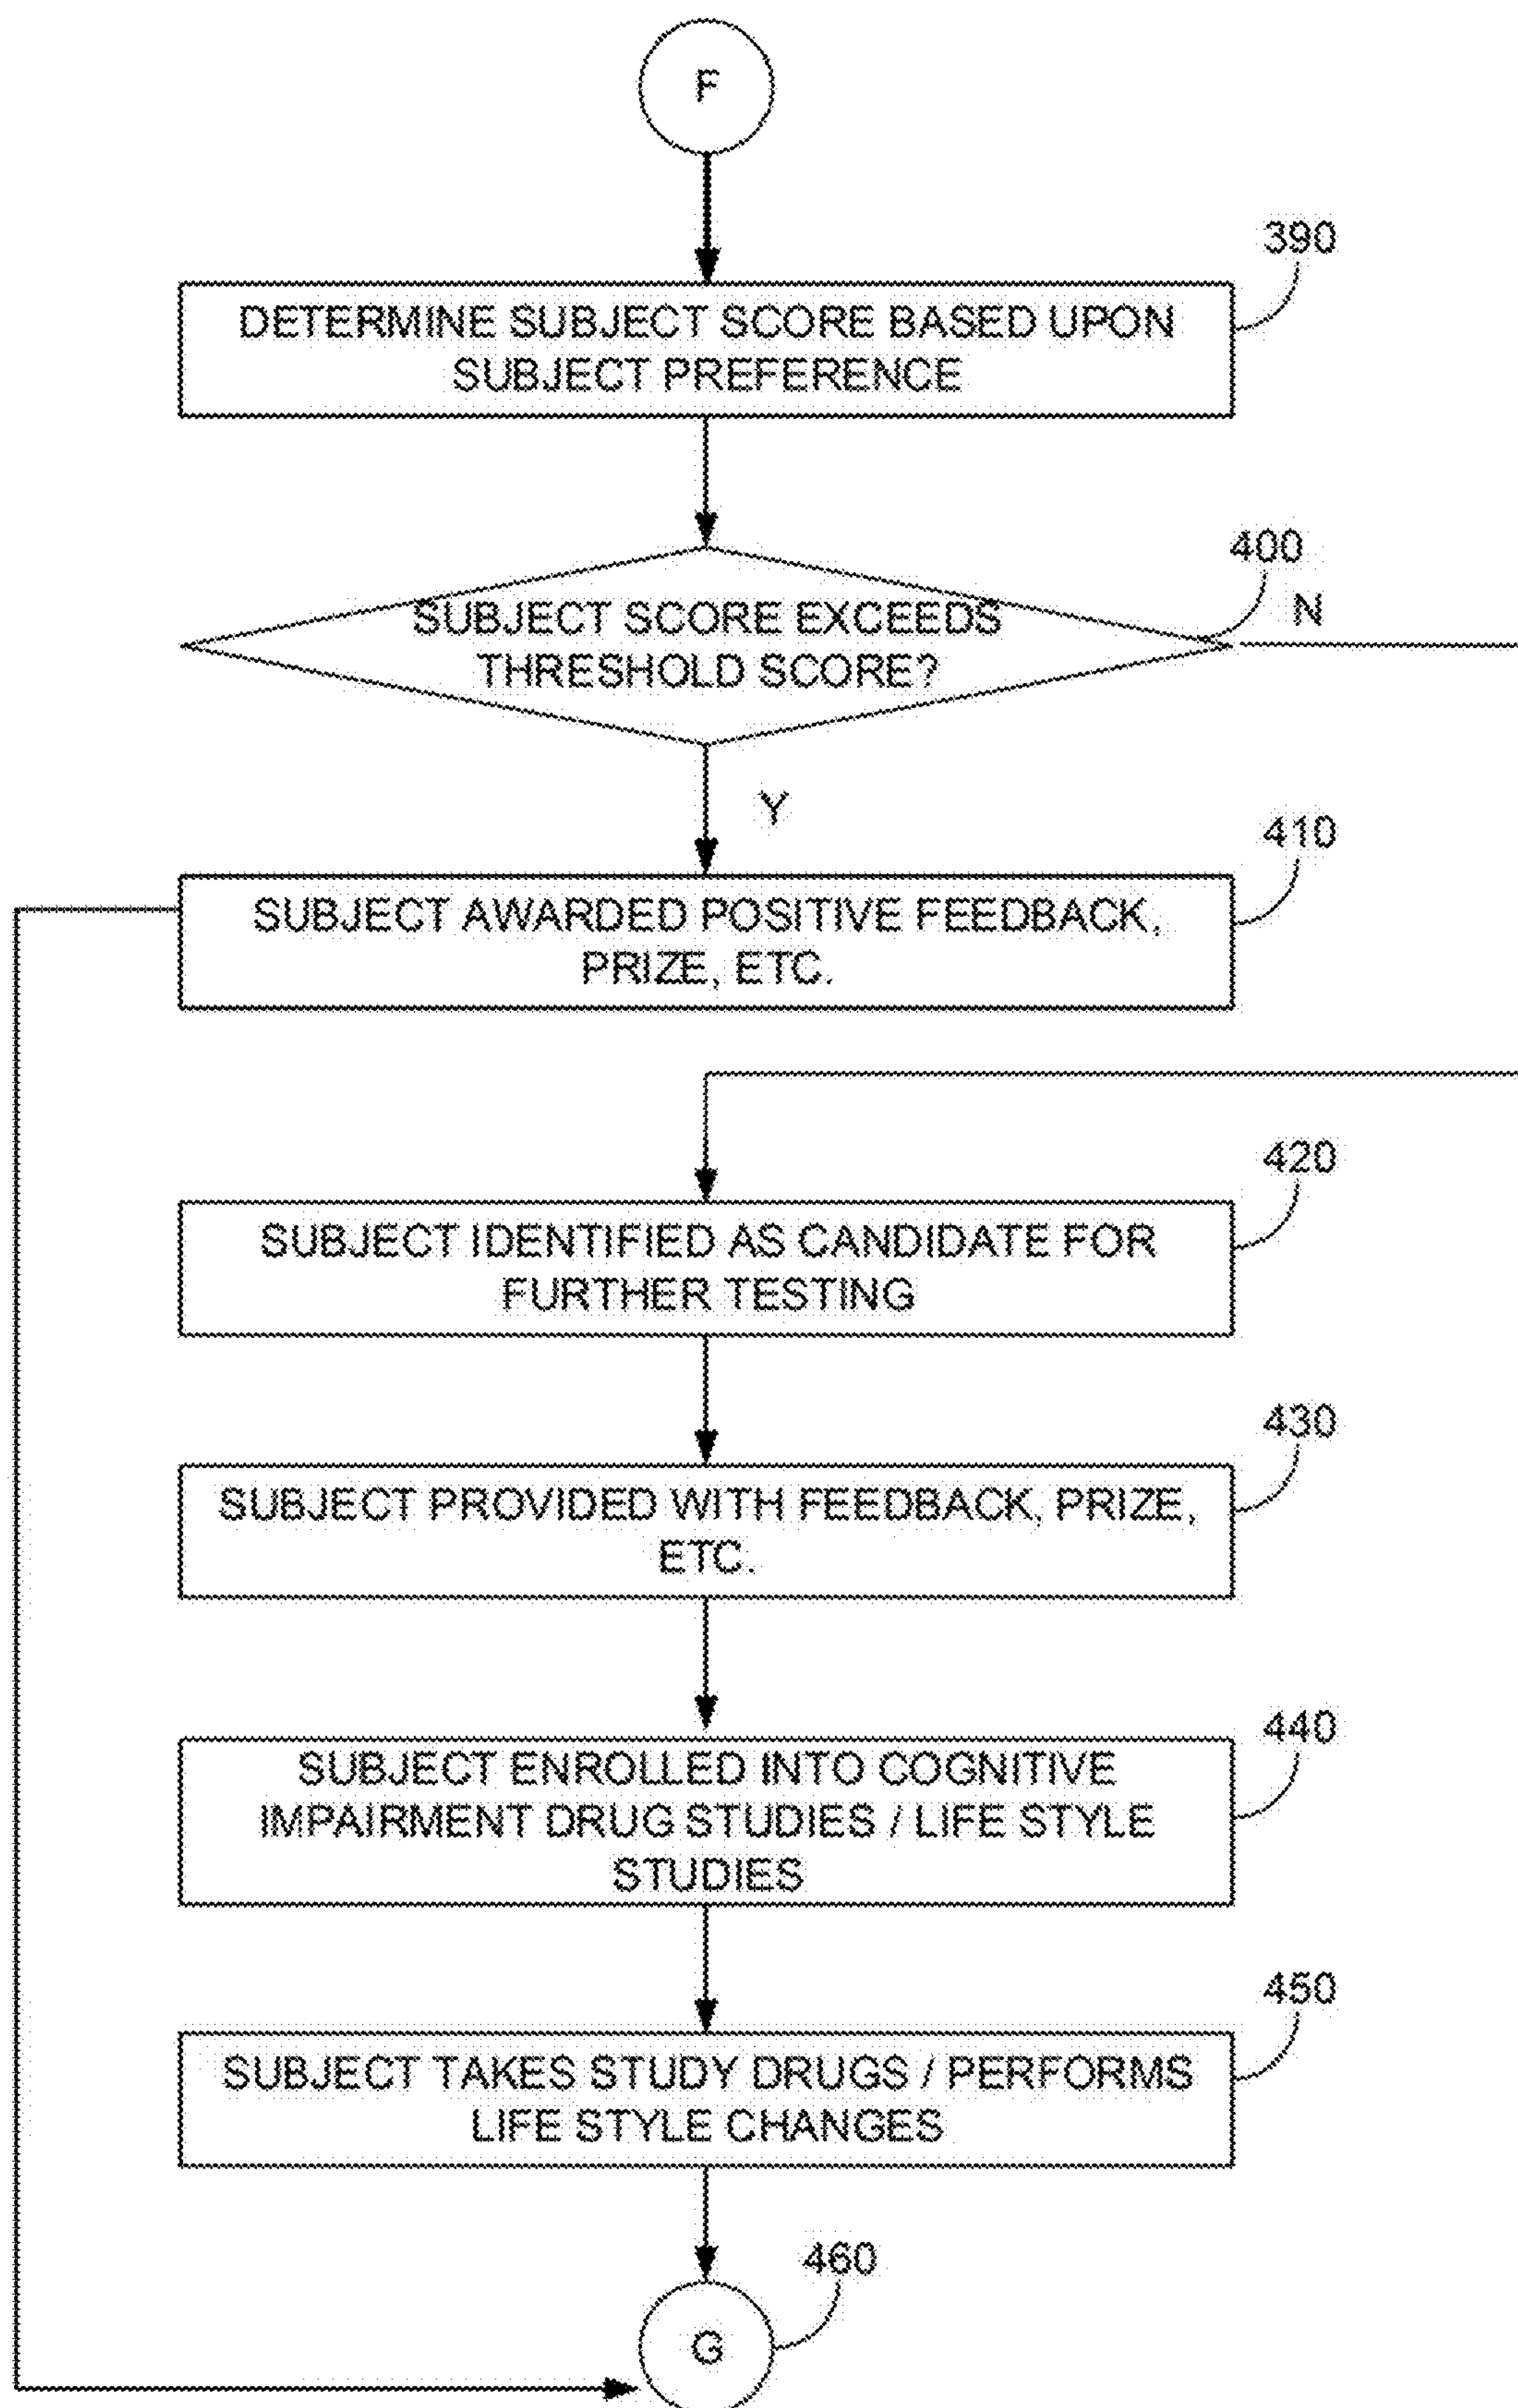 F
390
DETERMINE SUBJECT SCORE BASED UPON
SUBJECT PREFERENCE
400
N
SUBJECT SCORE EXCEEDS
THRESHOLD SCORE?
Y
410
SUBJECT AWARDED POSITIVE FEEDBACK,
PRIZE, ETC.
420
SUBJECT IDENTIFIED AS CANDIDATE FOR
FURTHER TESTING
430
SUBJECT PROVIDED WITH FEEDBACK, PRIZE,
ETC.
440
SUBJECT ENROLLED INTO COGNITIVE
IMPAIRMENT DRUG STUDIES / LIFE STYLE
STUDIES
450
SUBJECT TAKES STUDY DRUGS / PERFORMS
LIFE STYLE CHANGES
460
G